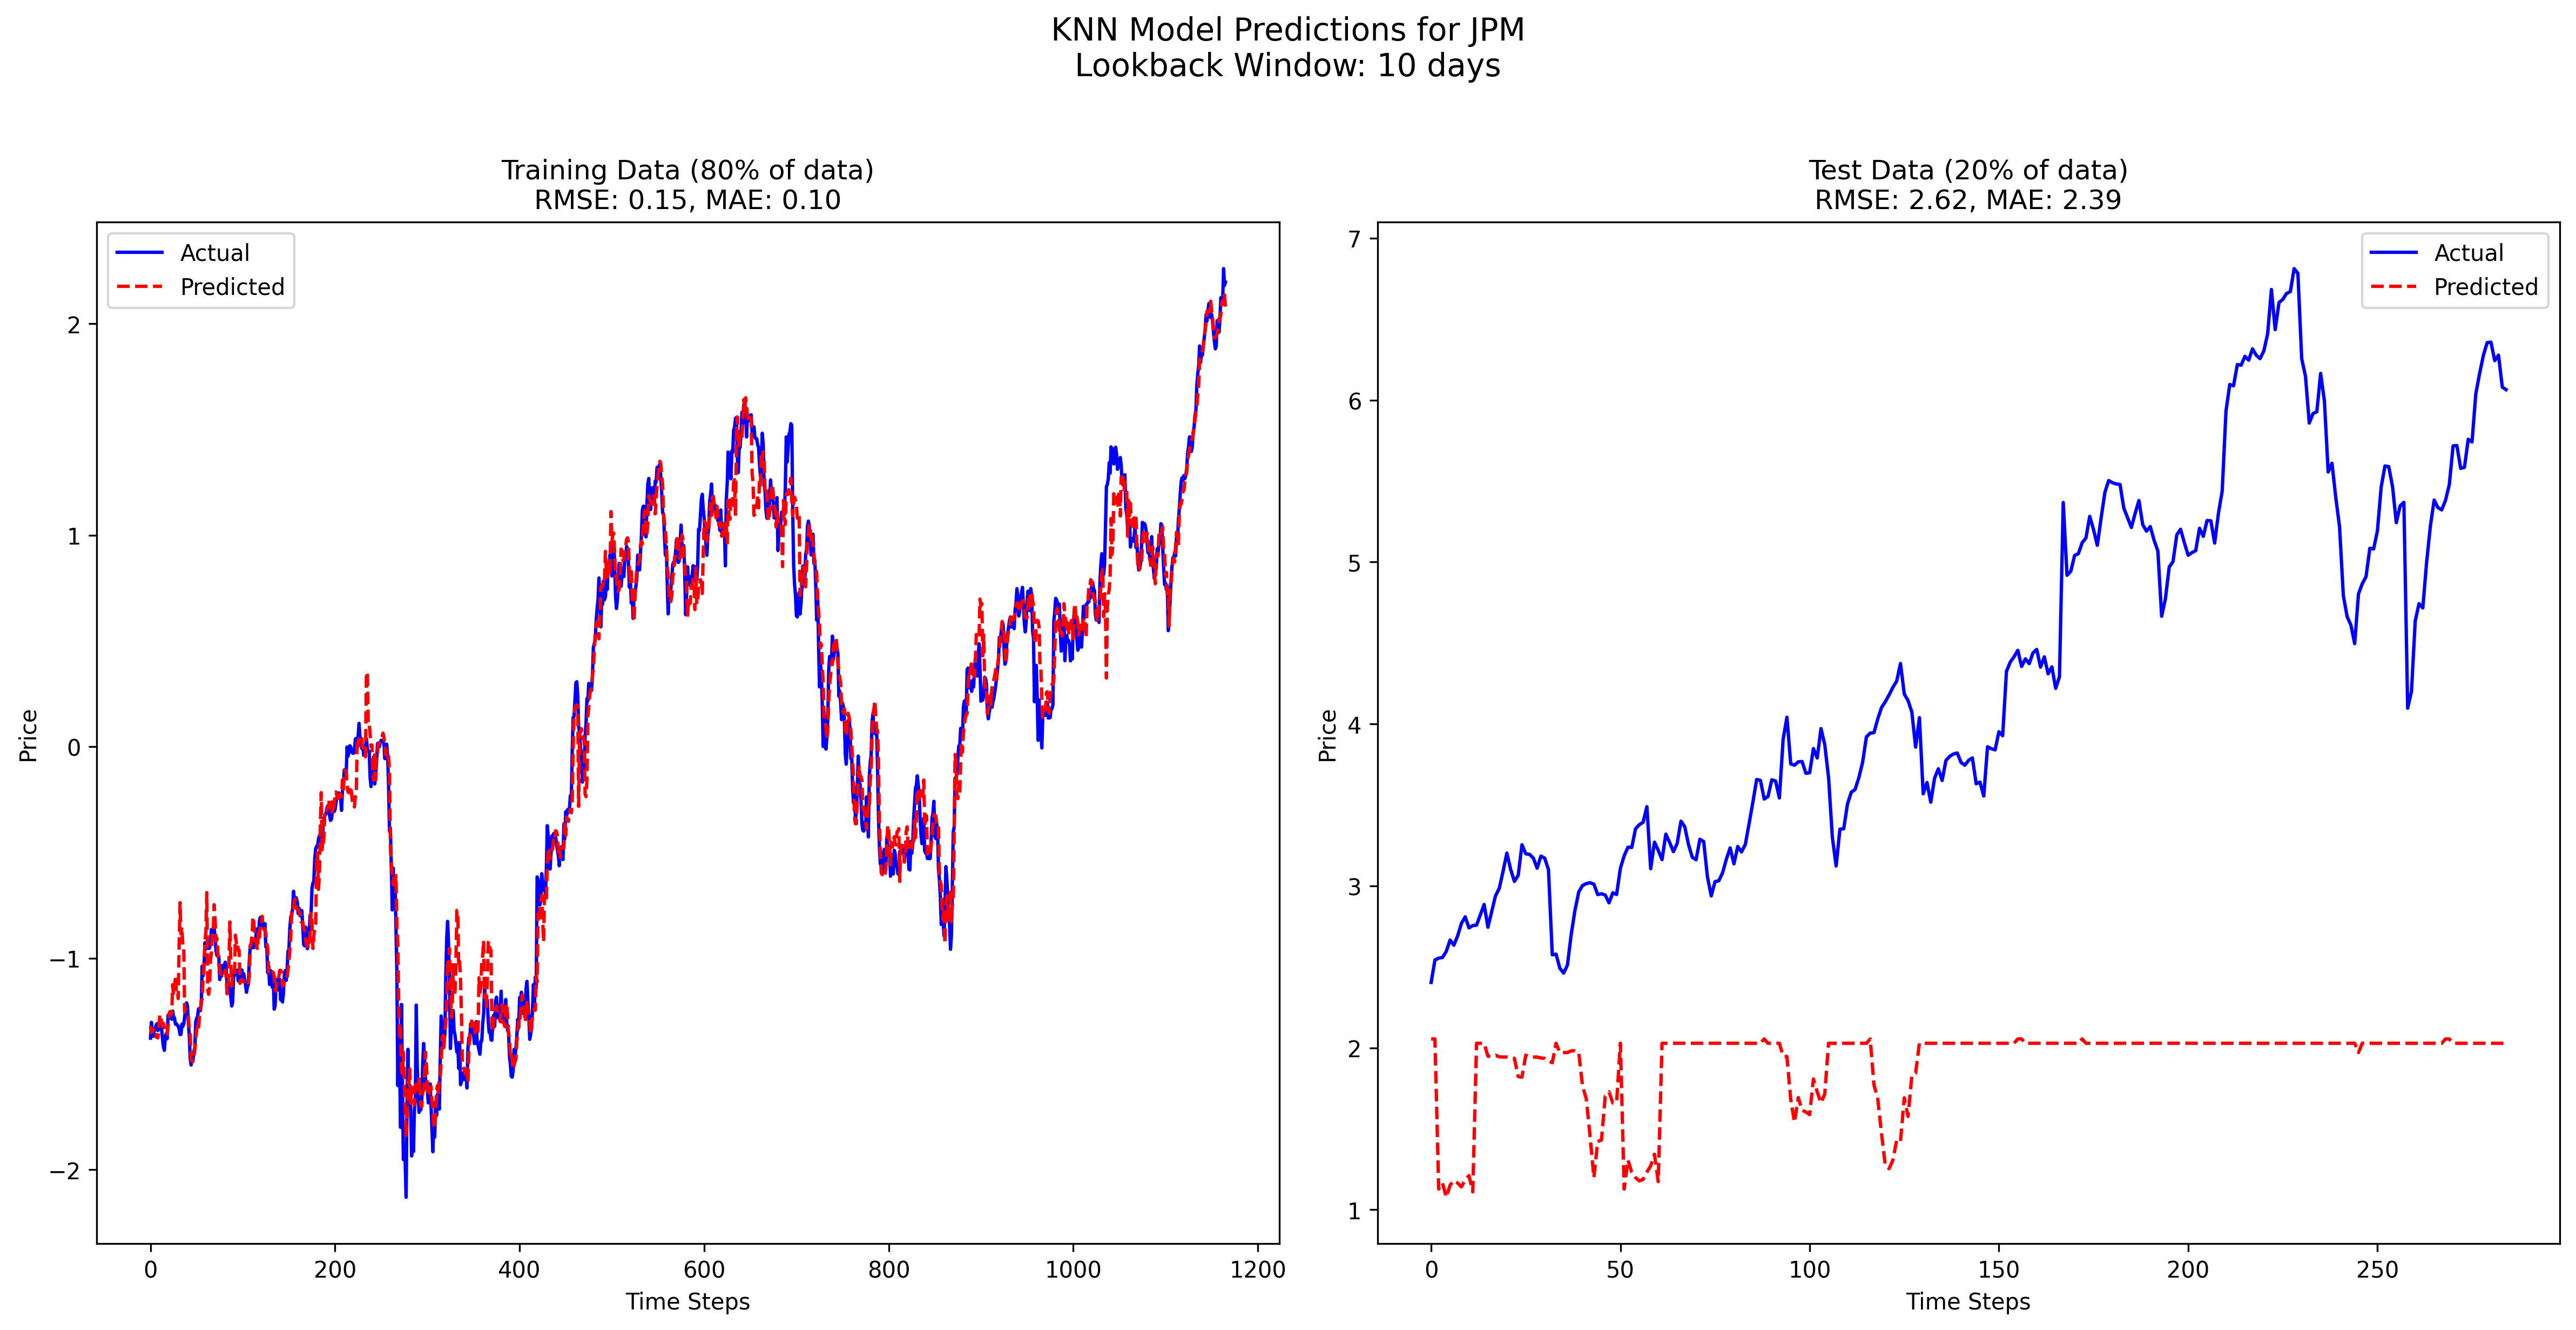 KNN Model Predictions for JPM
Lookback Window: 10 days
Training Data (80% of data)
RMSE: 0.15, MAE: 0.10
Actual
Predicted
2
1
0
−1
−2
Price
0
200
400
600
800
1000
1200
Time Steps
Test Data (20% of data)
RMSE: 2.62, MAE: 2.39
Actual
Predicted
7
6
5
4
3
2
1
Price
0
50
100
150
200
250
Time Steps